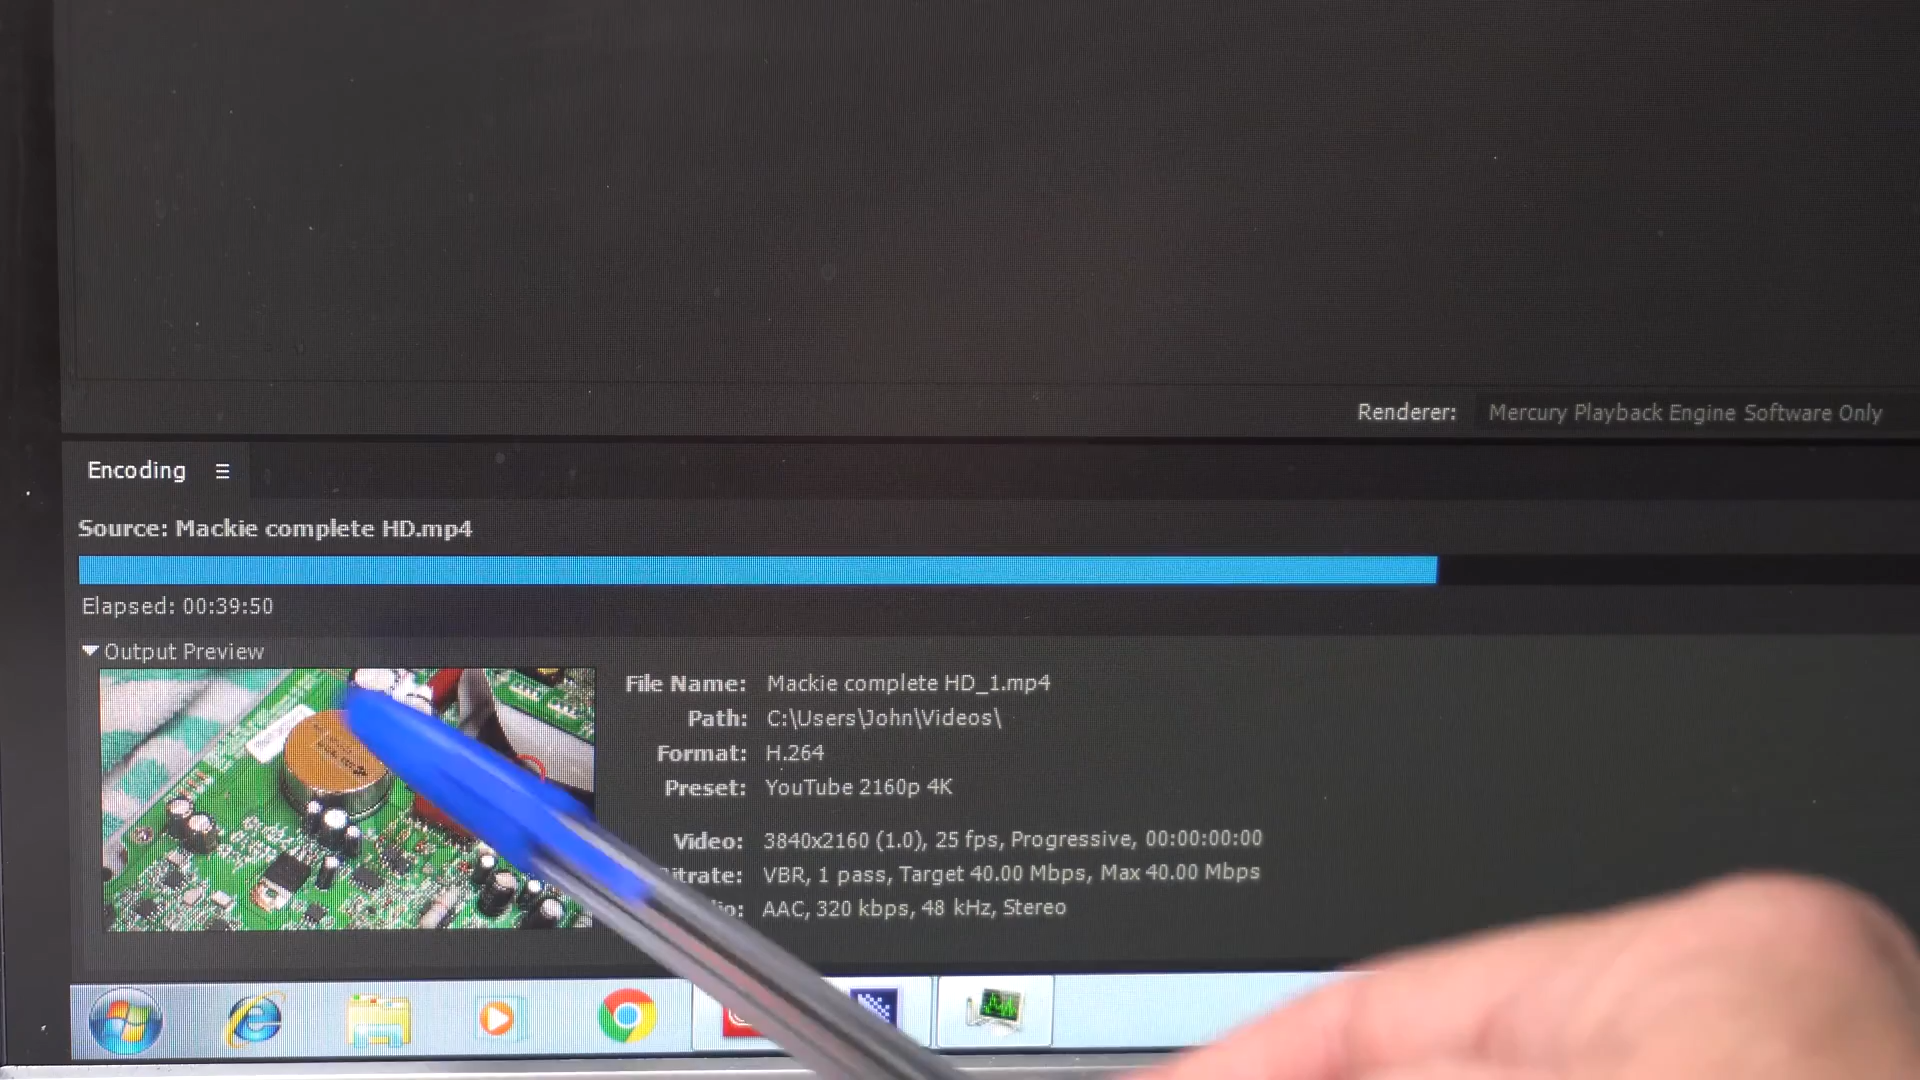 Renderer: Mercury Playback Engine Software Only
Encoding
Source: Mackie complete HD.mp4
Elapsed: 00:39:50
Output Preview
File Name: Mackie complete HD_1.mp4
Path: C:\Users\John\Videos\
Format: H.264
Preset: YouTube 2160p 4K
Video: 3840x2160 (1.0), 25 fps, Progressive, 00:00:00:00
itrate: VBR, 1 pass, Target 40.00 Mbps, Max 40.00 Mbps
io: AAC, 320 kbps, 48 kHz, Stereo